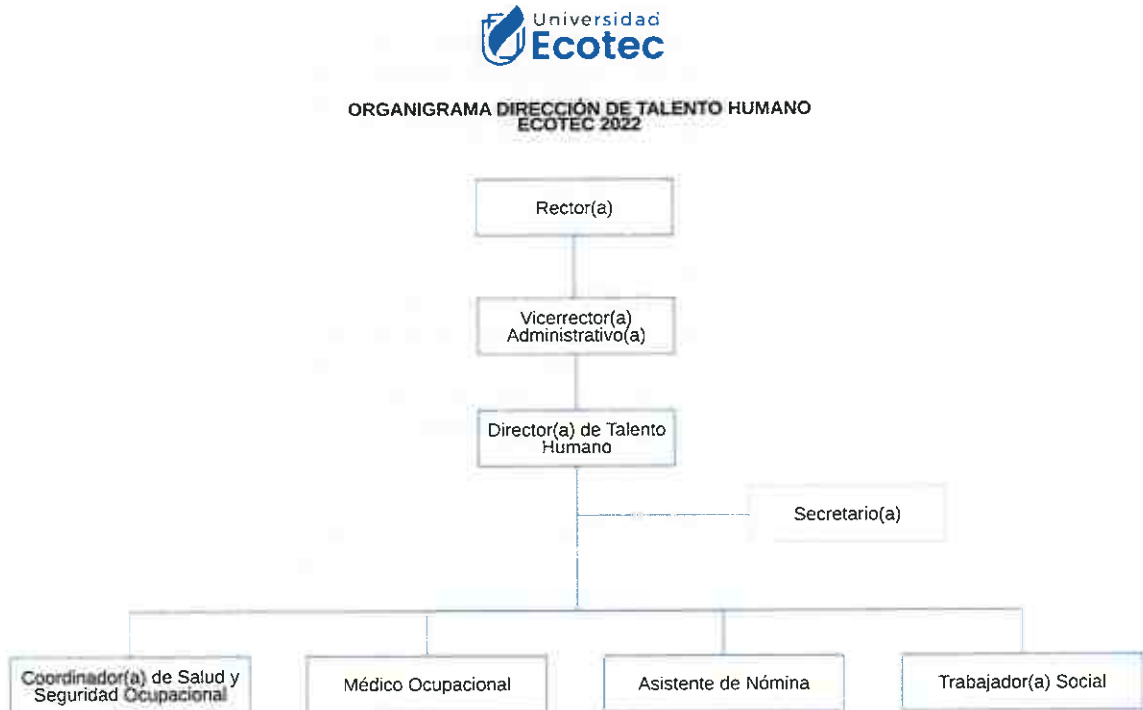 Universidad
Ecotec
ORGANIGRAMA DIRECCIÓN DE TALENTO HUMANO
ECOTEC 2022
Rector(a)
Vicerrector(a)
Administrativo(a)
Director(a) de Talento
Humano
Secretario(a)
Coordinador(a) de Salud y
Seguridad Ocupacional
Médico Ocupacional
Asistente de Nómina
Trabajador(a) Social